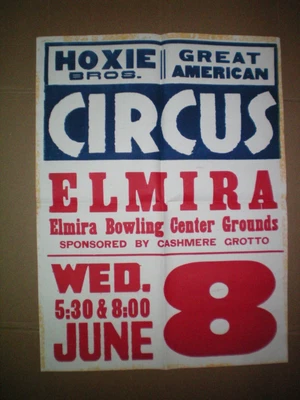 HOXIE BROS. GREAT AMERICAN
CIRCUS
ELMIRA
Elmira Bowling Center Grounds
SPONSORED BY CASHMERE GROTTO
WED.
5:30 & 8:00
JUNE 8